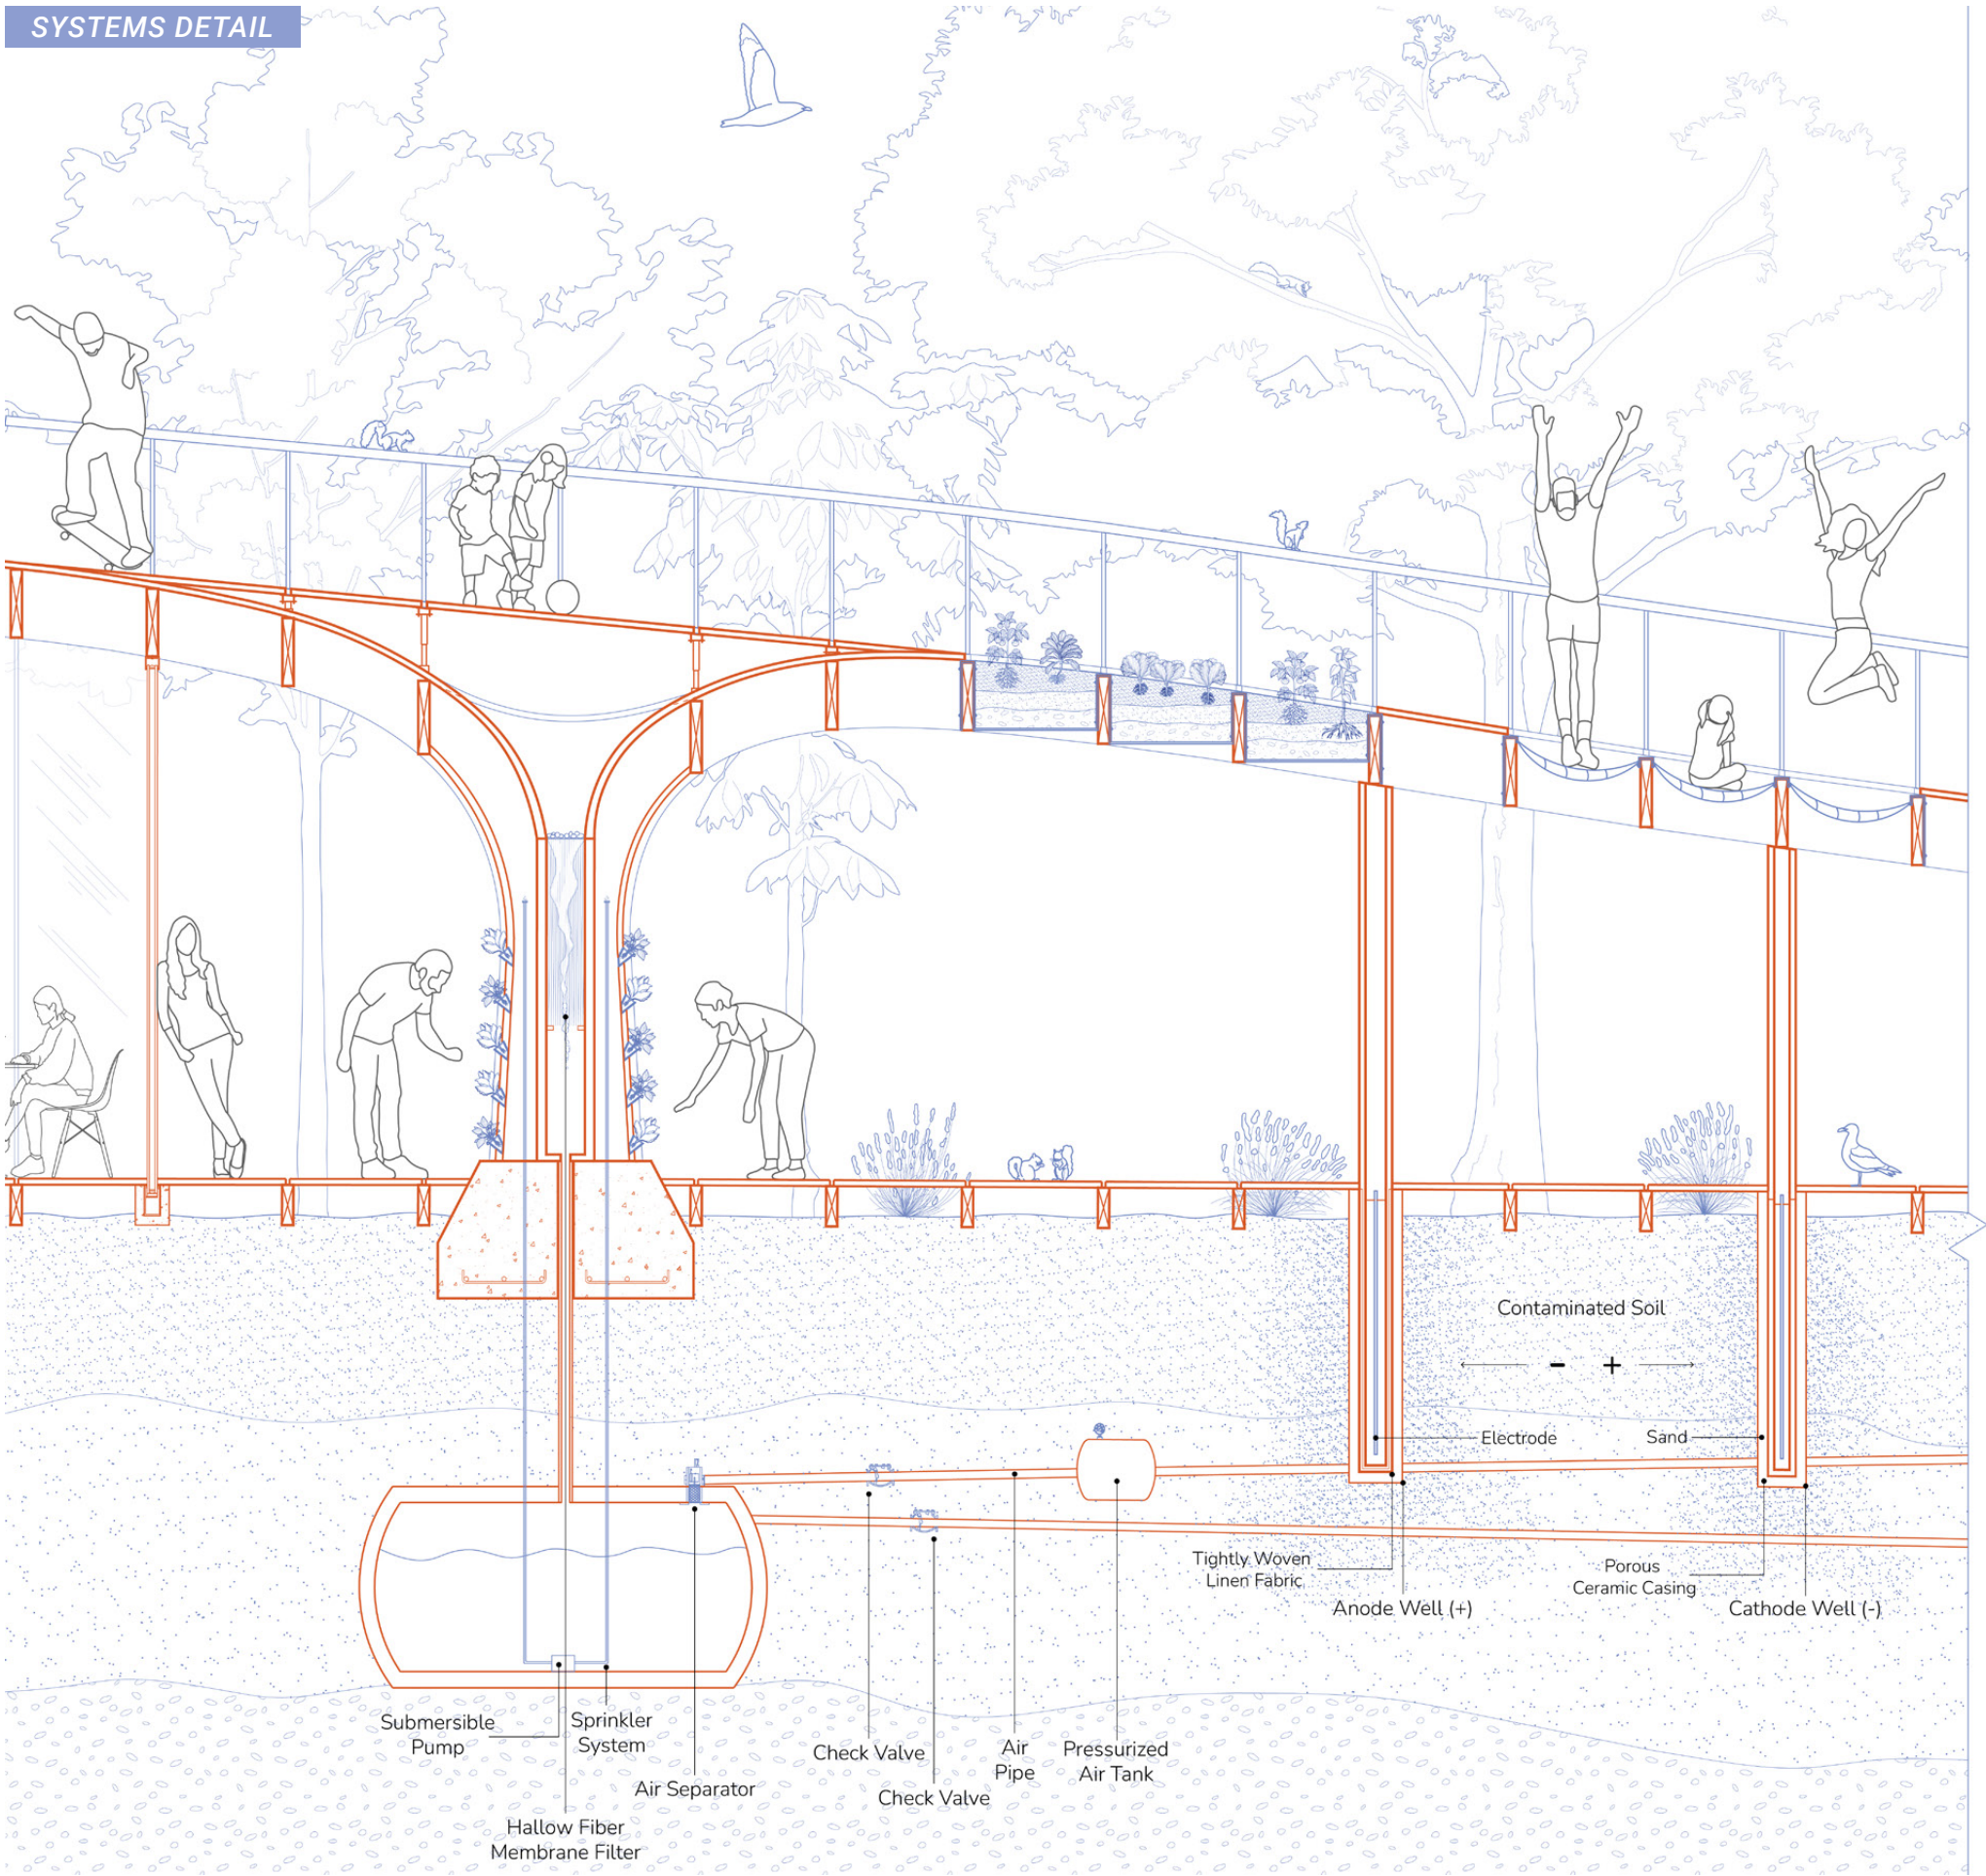 SYSTEMS DETAIL
Contaminated Soil
- +
Electrode
Sand
Tightly Woven
Linen Fabric
Porous
Ceramic Casing
Anode Well (+)
Cathode Well (-)
Submersible
Pump
Sprinkler
System
Air Separator
Hallow Fiber
Membrane Filter
Check Valve
Check Valve
Air
Pipe
Pressurized
Air Tank